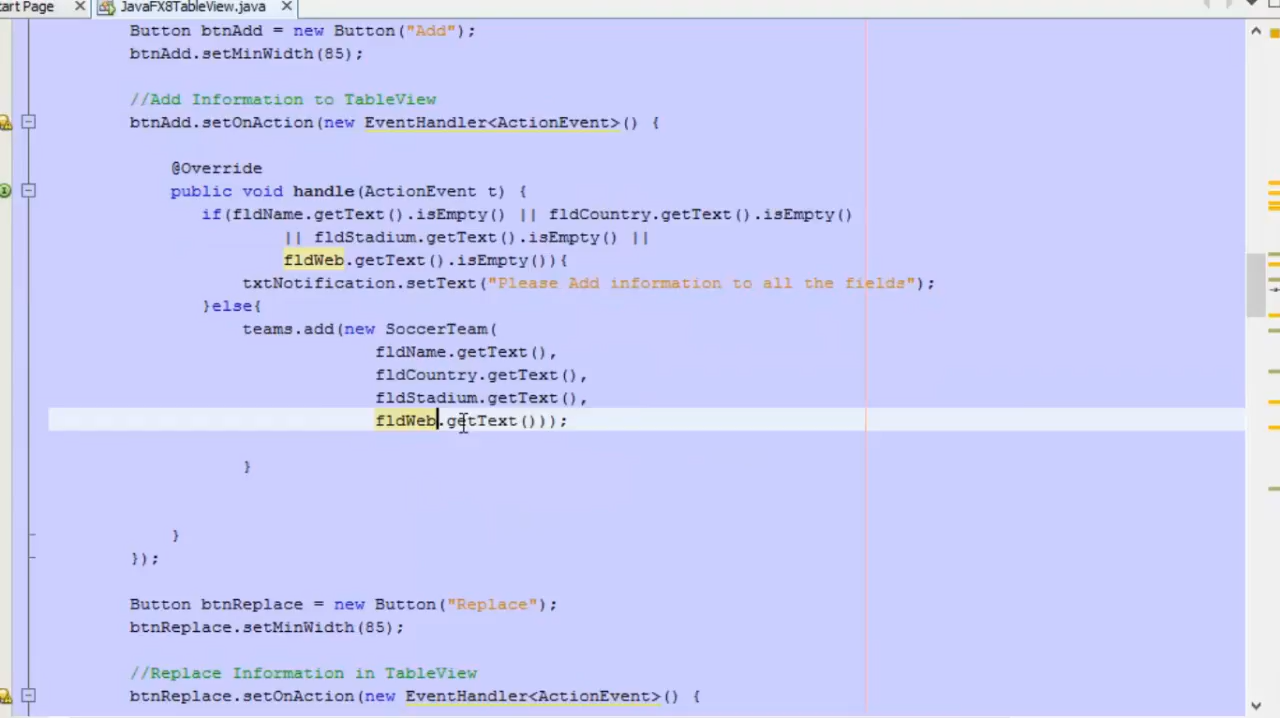 art Page JavaFX8TableView.java
Button btnAdd = new Button("Add");
btnAdd.setMinWidth(85);
//Add Information to TableView
btnAdd.setOnAction(new EventHandler<ActionEvent>() {
@Override
public void handle(ActionEvent t) {
if(fldName.getText().isEmpty() || fldCountry.getText().isEmpty()
|| fldStadium.getText().isEmpty() ||
fldWeb.getText().isEmpty()){
txtNotification.setText("Please Add information to all the fields");
}else{
teams.add(new SoccerTeam(
fldName.getText(),
fldCountry.getText(),
fldStadium.getText(),
fldWeb.getText()));
}
}
});
Button btnReplace = new Button("Replace");
btnReplace.setMinWidth(85);
//Replace Information in TableView
btnReplace.setOnAction(new EventHandler<ActionEvent>() {